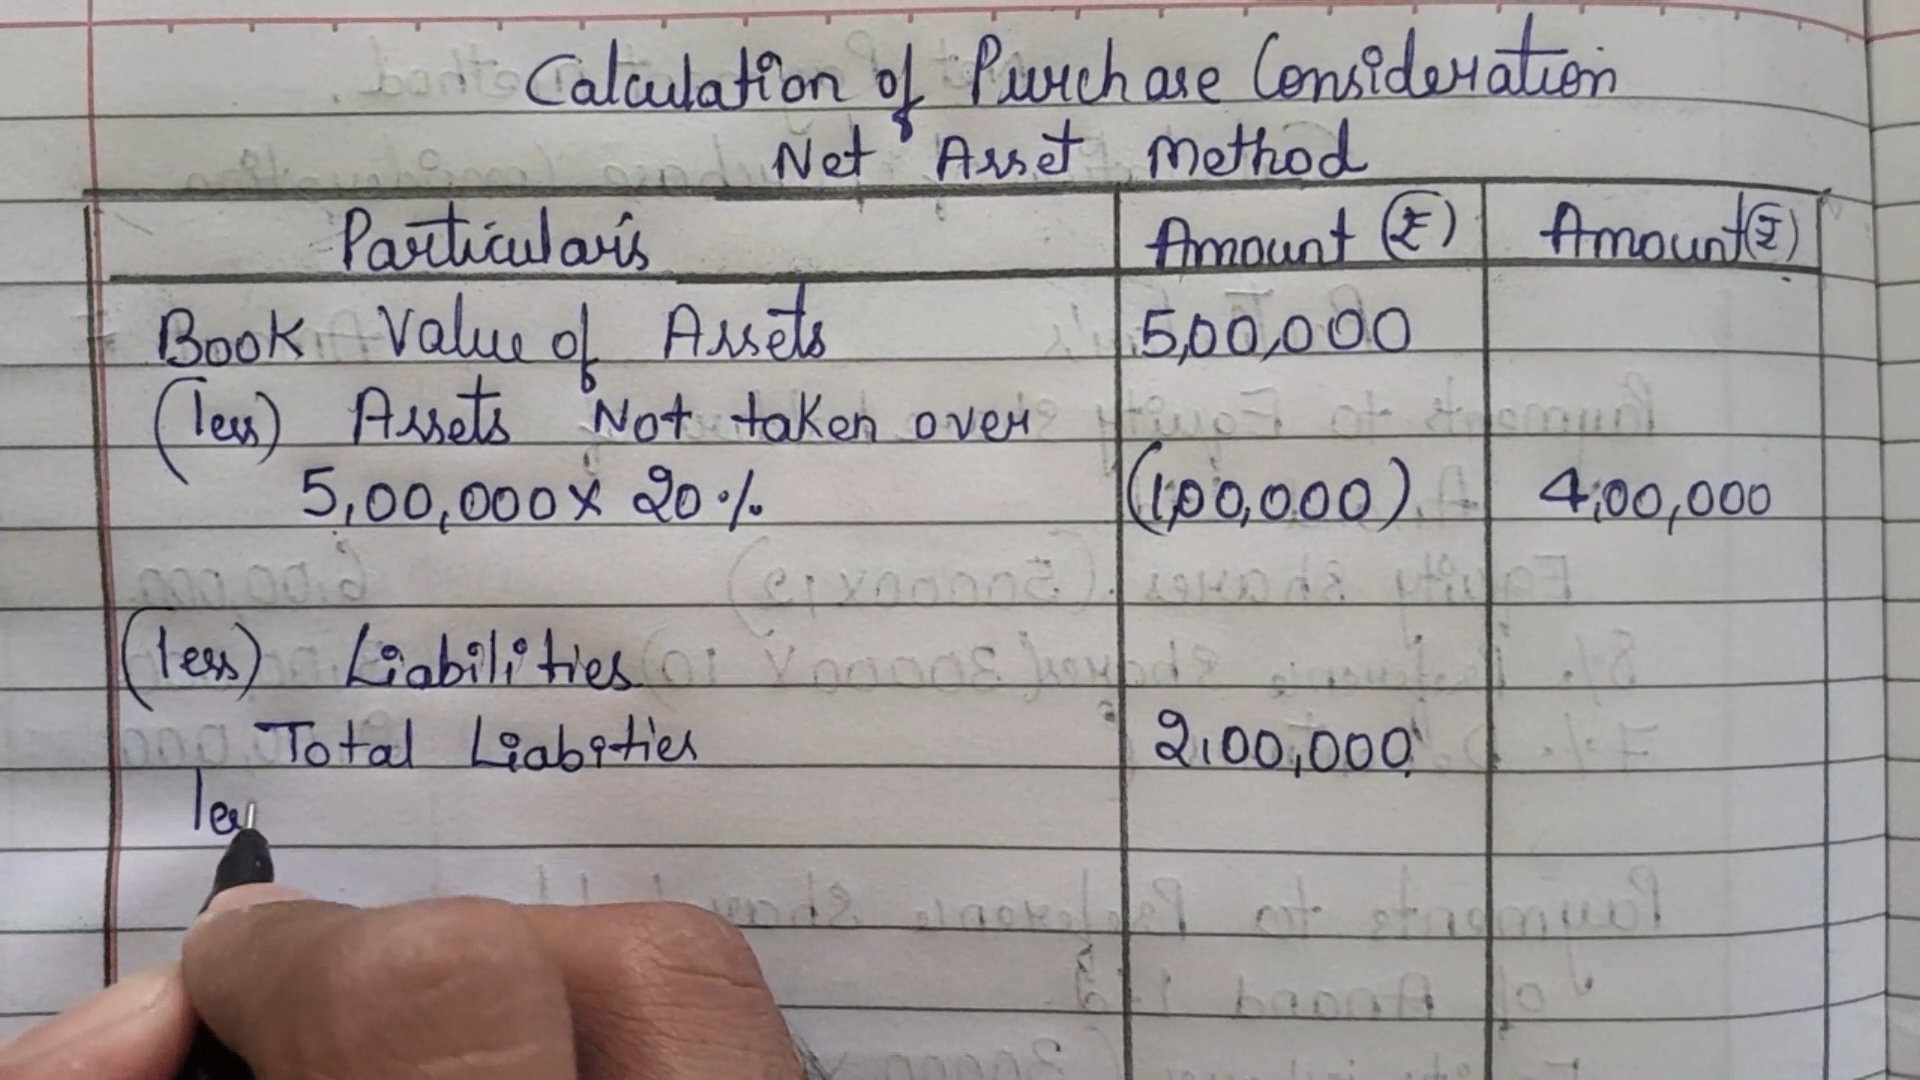 Calculation of Purchase Consideration
Net Asset Method
Particulars Amount (₹) Amount (₹)
Book Value of Assets 5,00,000
(less) Assets Not taken over
5,00,000 x 20% (1,00,000) 4,00,000
(less) Liabilities
Total Liabities 2,00,000
les